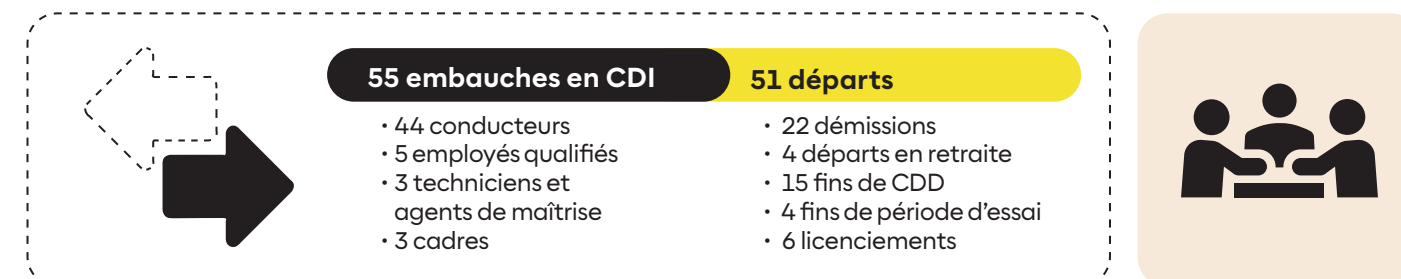 55 embauches en CDI
· 44 conducteurs
· 5 employés qualifiés
· 3 techniciens et
agents de maîtrise
· 3 cadres
51 départs
· 22 démissions
· 4 départs en retraite
· 15 fins de CDD
· 4 fins de période d’essai
· 6 licenciements